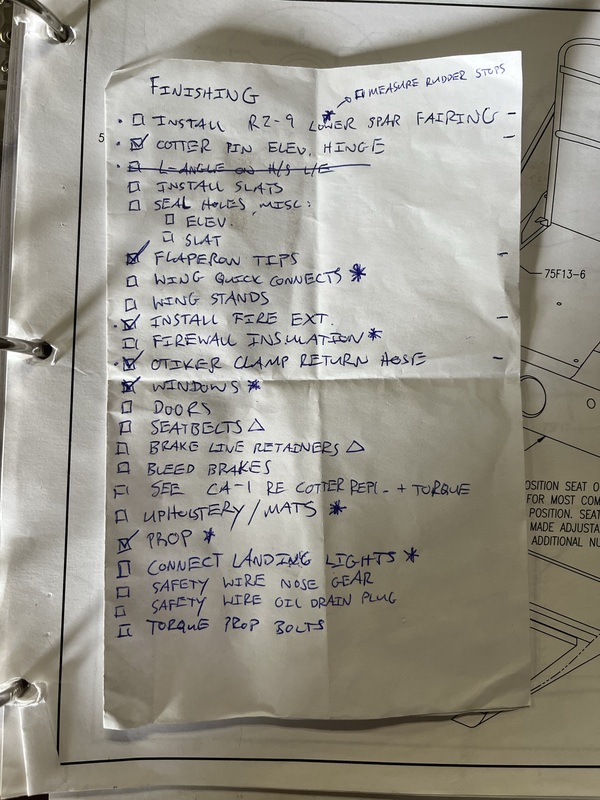 FINISHING
MEASURE RUDDER STOPS
INSTALL RZ-9 LOWER SPAR FAIRING -
COTTER PIN ELEV. HINGE -
L-ANGLE ON H/S L/E
INSTALL SLATS
SEAL HOLES, MISC:
ELEV.
SLAT
FLAPERON TIPS -
WING QUICK CONNECTS *
WING STANDS
INSTALL FIRE EXT. -
FIREWALL INSULATION *
OTIKER CLAMP RETURN HOSE -
WINDOWS *
DOORS
SEATBELTS △
BRAKE LINE RETAINERS △
BLEED BRAKES
SEE CA-1 RE COTTER REPL. + TORQUE
UPHOLSTERY / MATS *
PROP *
CONNECT LANDING LIGHTS *
SAFETY WIRE NOSE GEAR
SAFETY WIRE OIL DRAIN PLUG
TORQUE PROP BOLTS
5
75F13-6
OSITION SEAT O
FOR MOST COM
POSITION. SEAT
MADE ADJUSTA
ADDITIONAL NU